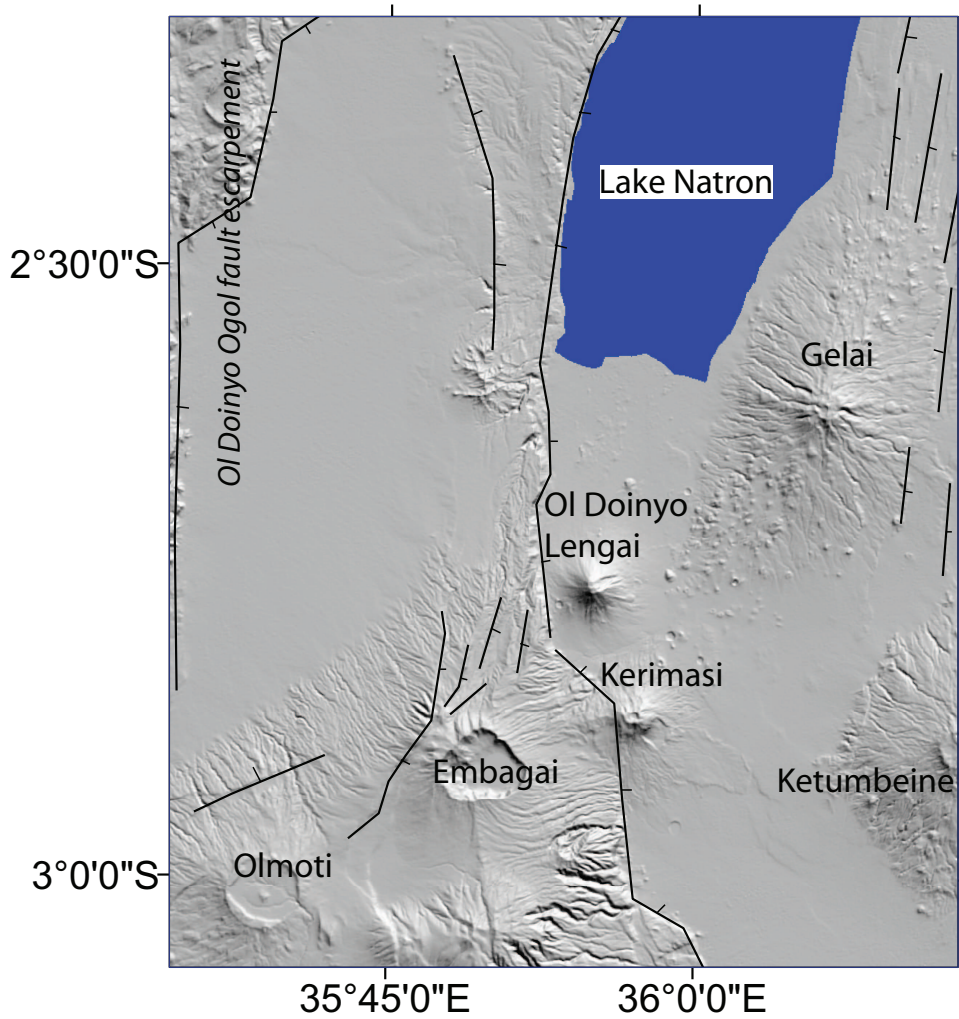 Ol Doinyo Ogol fault escarpement
Lake Natron
2°30'0"S
Gelai
Ol Doinyo
Lengai
Kerimasi
Embagai
Ketumbeine
Olmoti
3°0'0"S
35°45'0"E
36°0'0"E